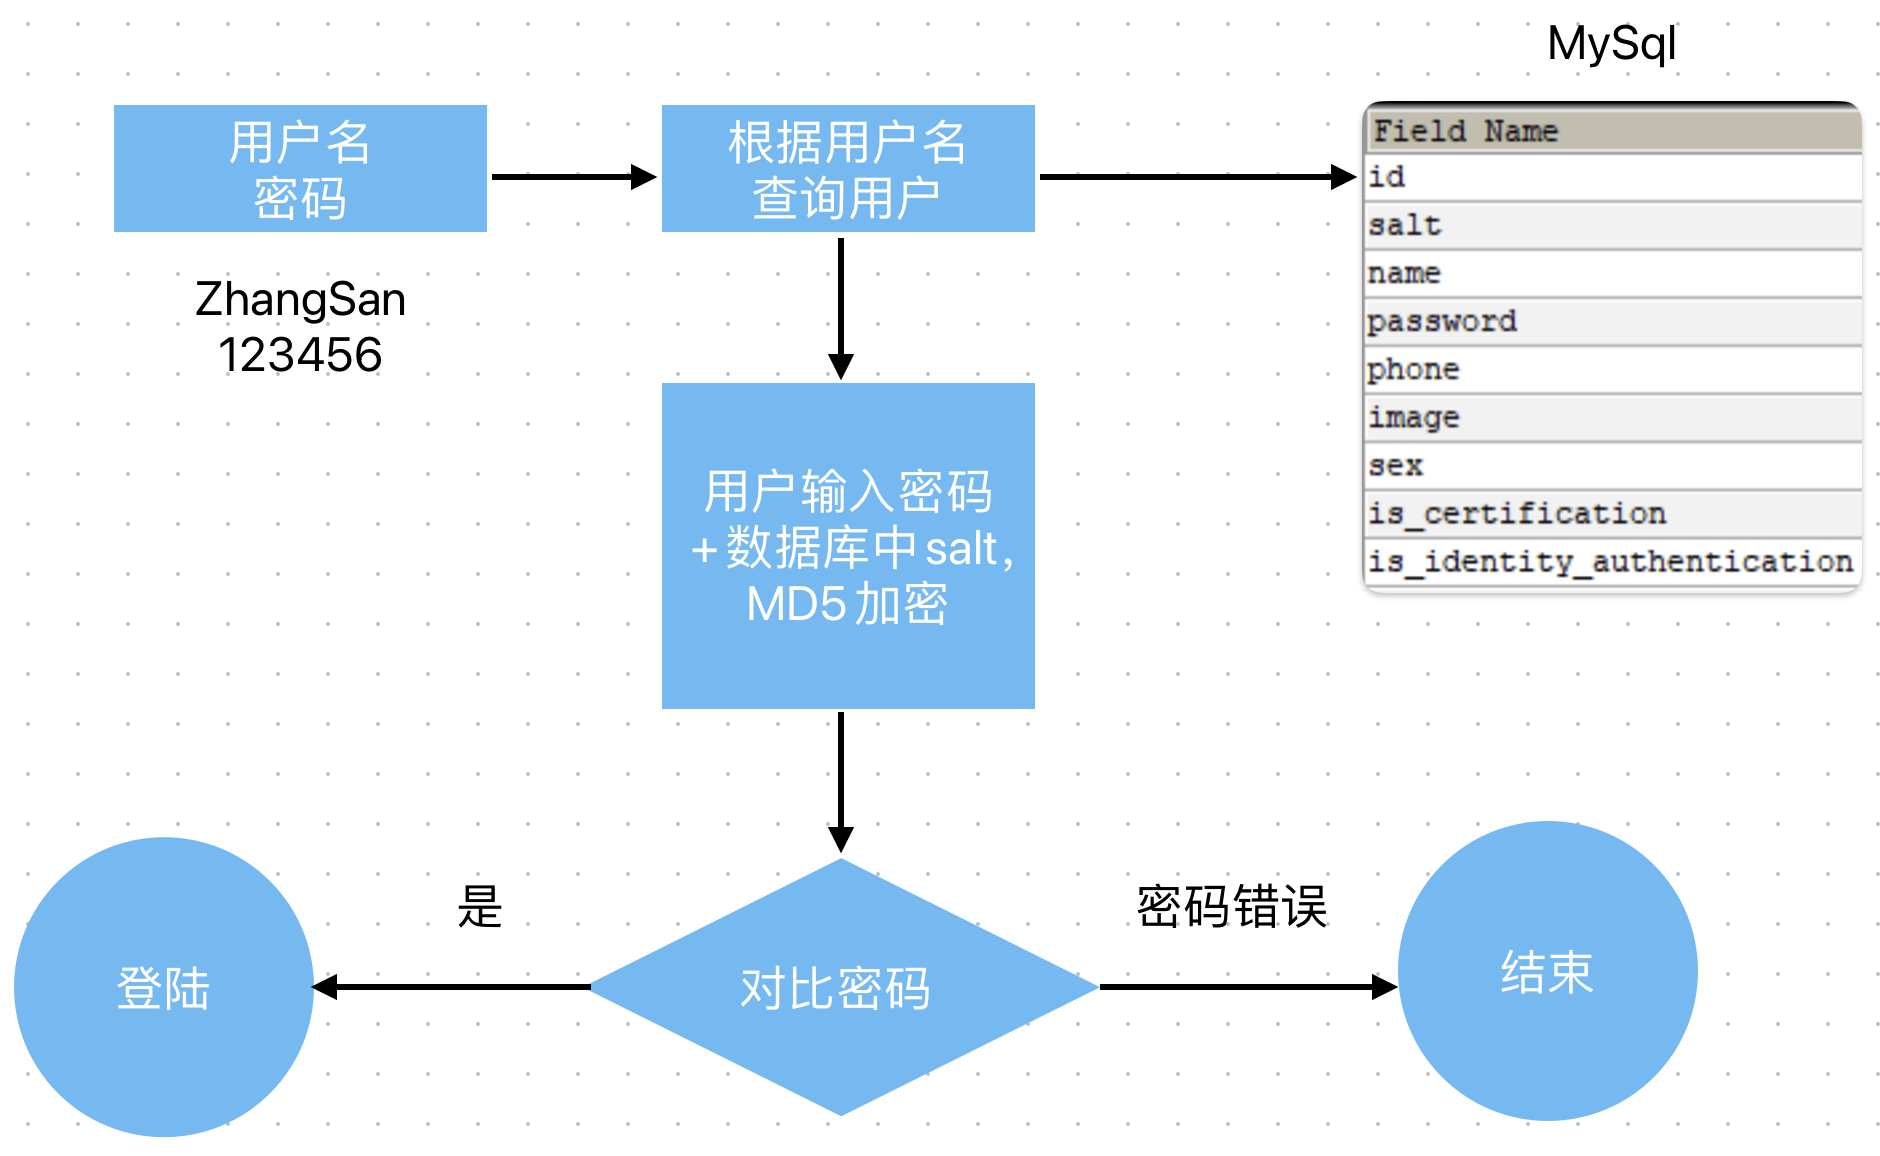 MySql
用户名
密码
根据用户名
查询用户
ZhangSan
123456
Field Name
id
salt
name
password
phone
image
sex
is_certification
is_identity_authentication
用户输入密码
+数据库中salt，
MD5加密
是
密码错误
登陆
对比密码
结束